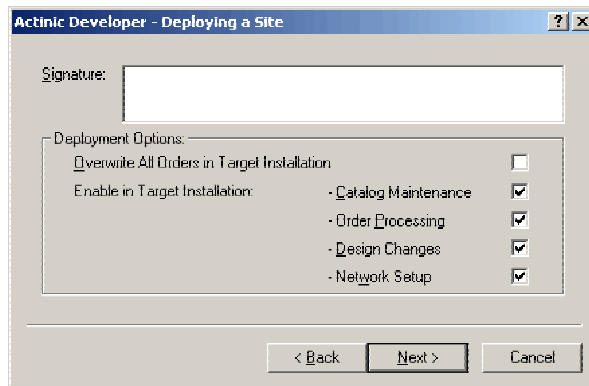 Actinic Developer - Deploying a Site
Signature:
Deployment Options:
Overwrite All Orders in Target Installation
Enable in Target Installation: - Catalog Maintenance
- Order Processing
- Design Changes
- Network Setup
< Back Next > Cancel